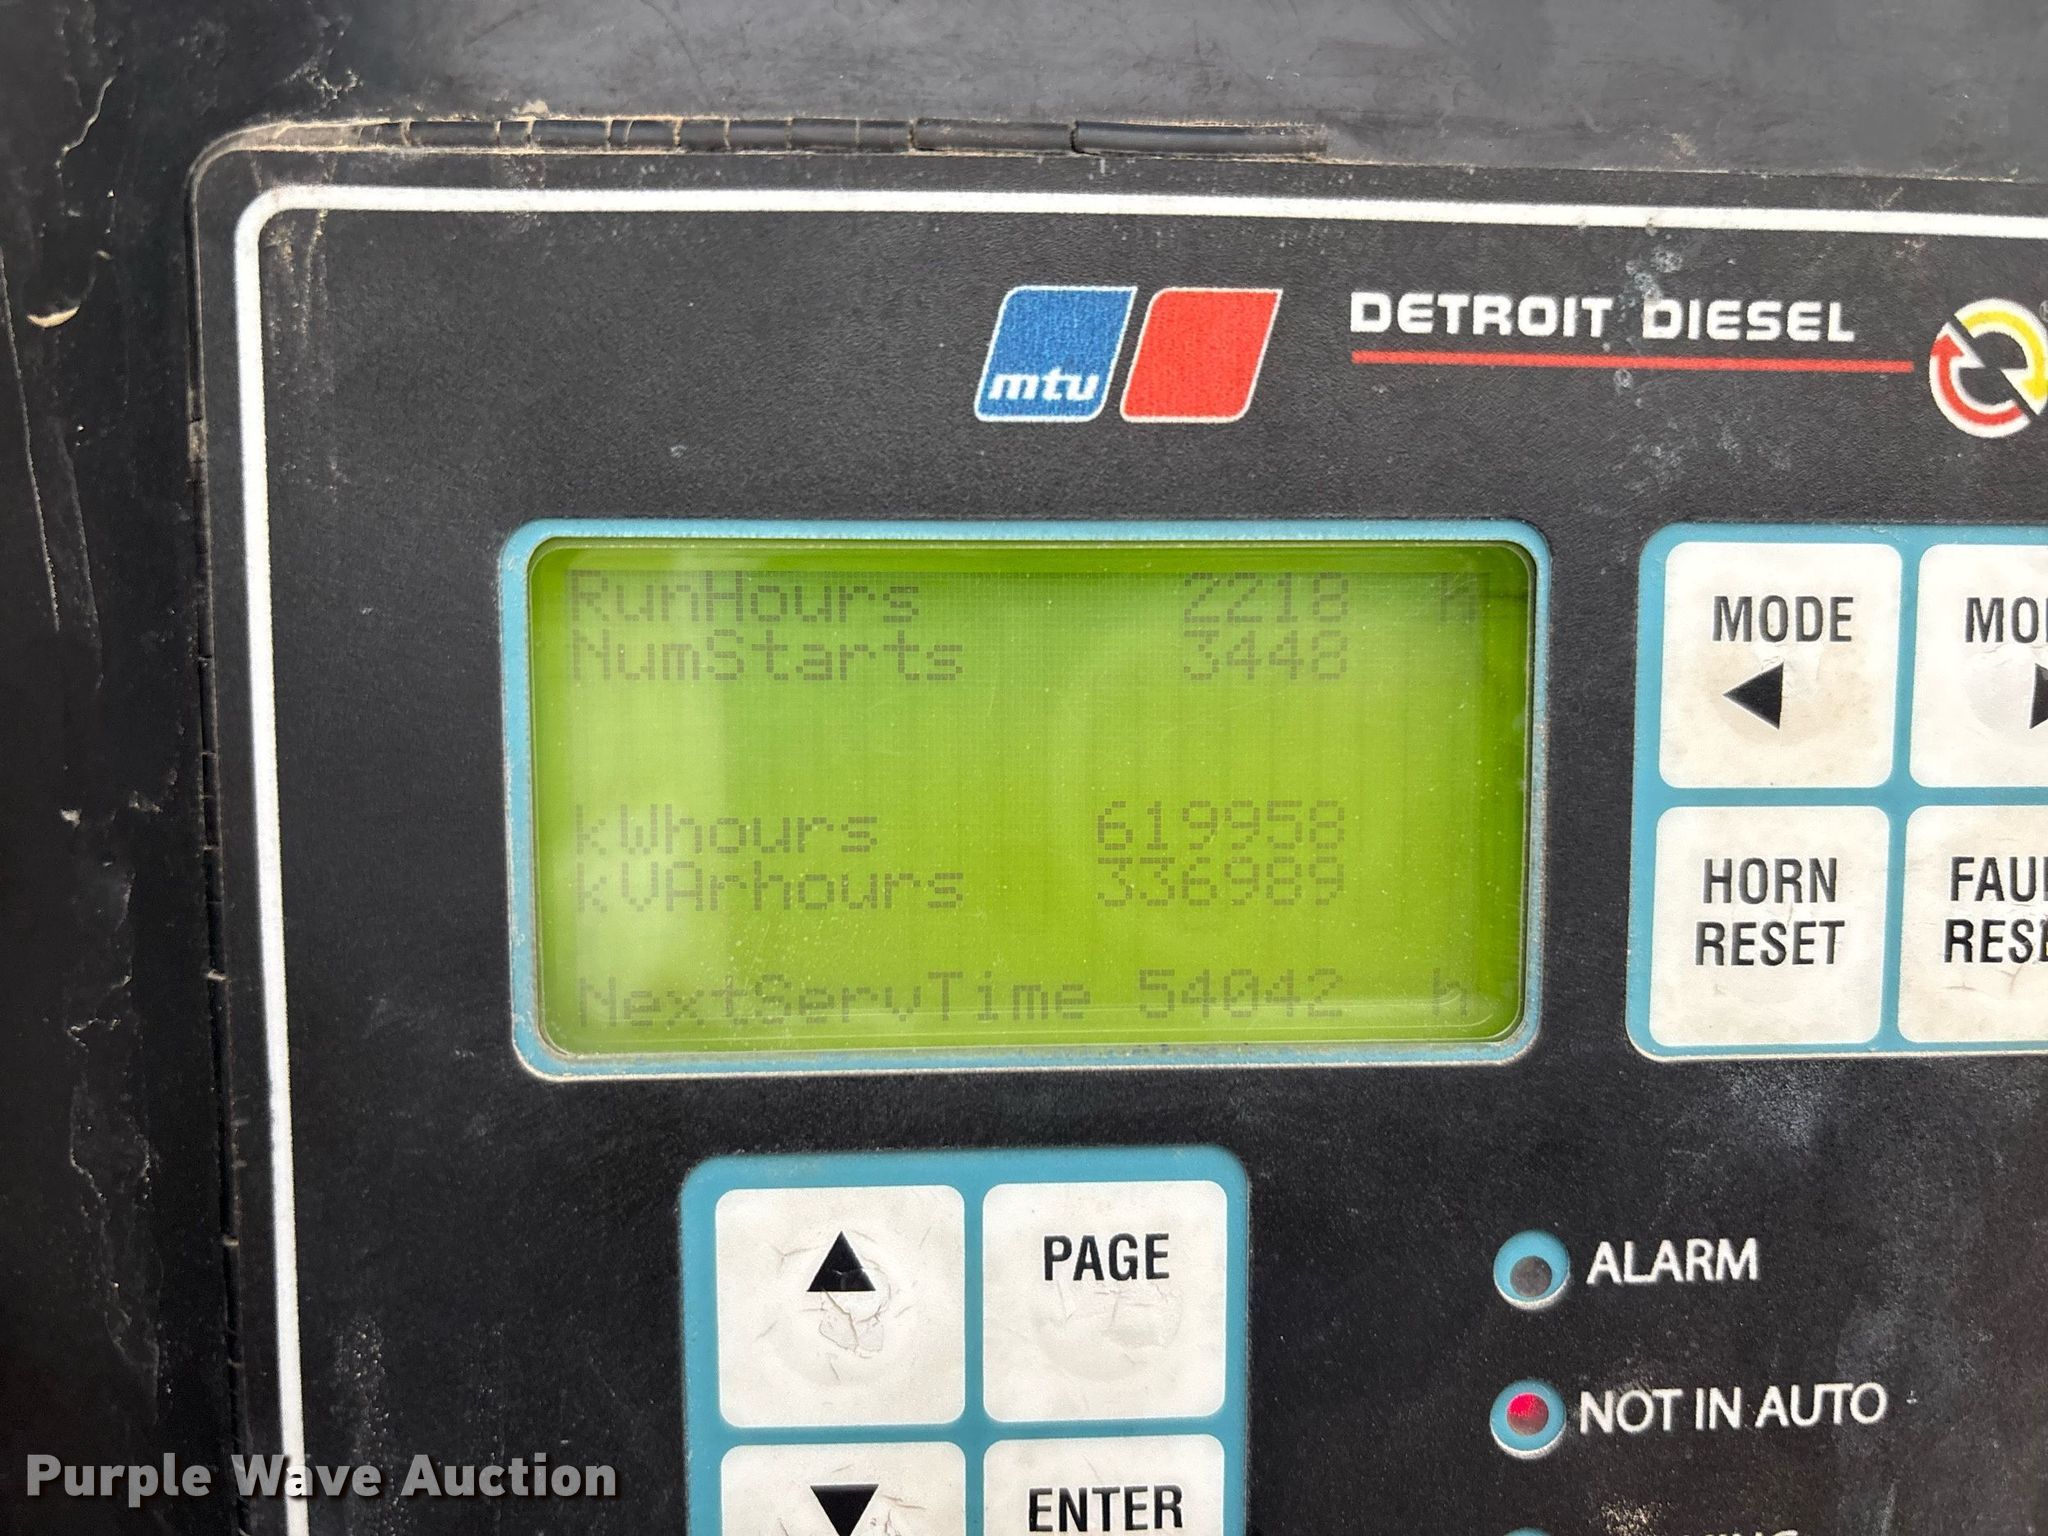 mtu
DETROIT DIESEL
RunHours 2218 h
NumStarts 3448
kWhours 619958
kVArhours 336989
NextServTime 54042 h
MODE
HORN
RESET
RESE
PAGE
ENTER
ALARM
NOT IN AUTO
Purple Wave Auction